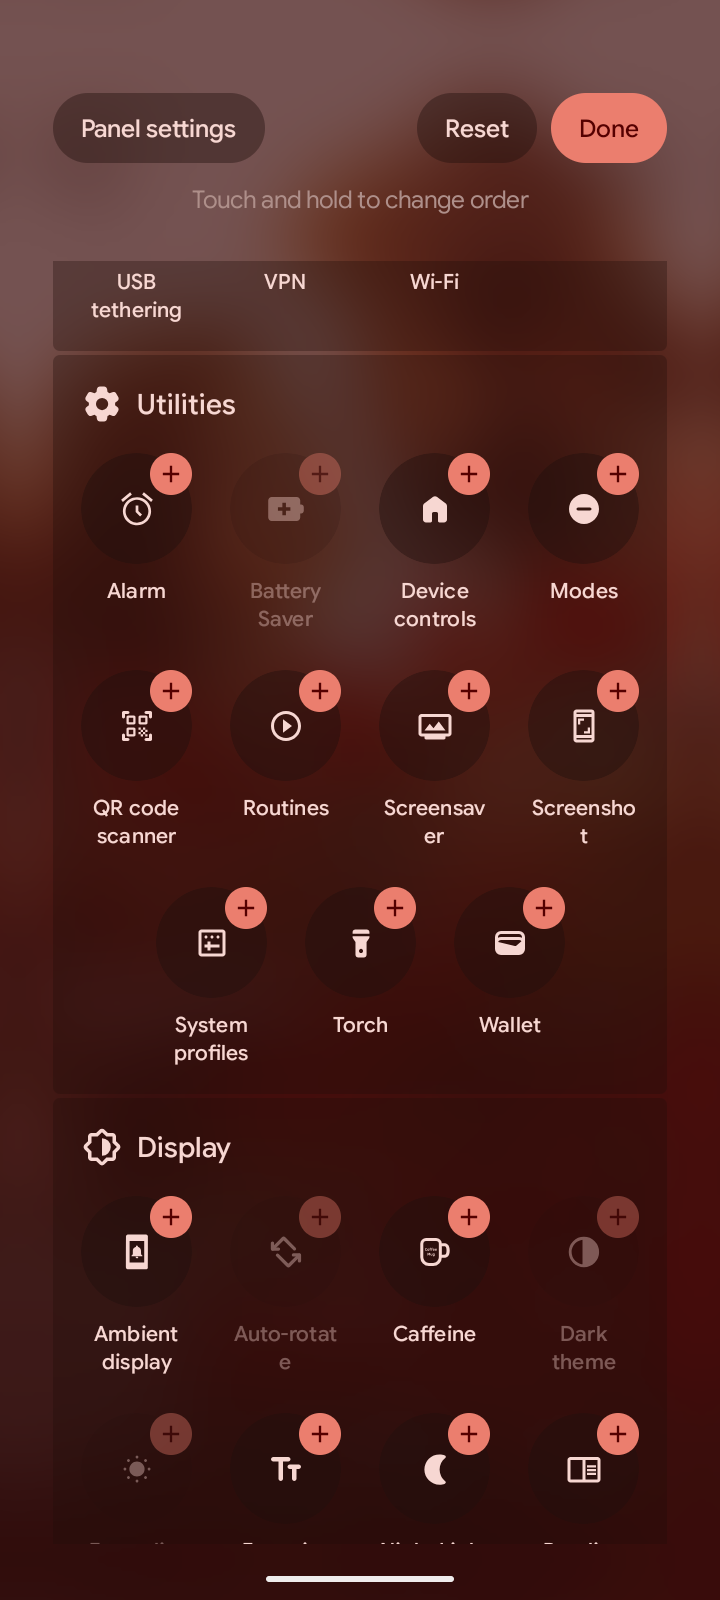 Panel settings
Reset
Done
Touch and hold to change order
USB
tethering
VPN
Wi-Fi
Utilities
Alarm
Battery
Saver
Device
controls
Modes
QR code
scanner
Routines
Screensav
er
Screensho
t
System
profiles
Torch
Wallet
Display
Ambient
display
Auto-rotat
e
Caffeine
Dark
theme